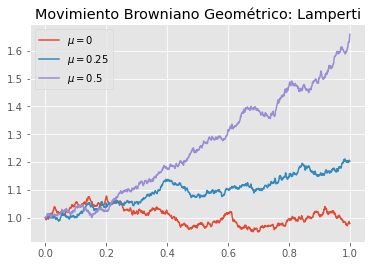 Movimiento Browniano Geométrico: Lamperti
μ = 0
μ = 0.25
μ = 0.5
1.6
1.5
1.4
1.3
1.2
1.1
1.0
0.0 0.2 0.4 0.6 0.8 1.0